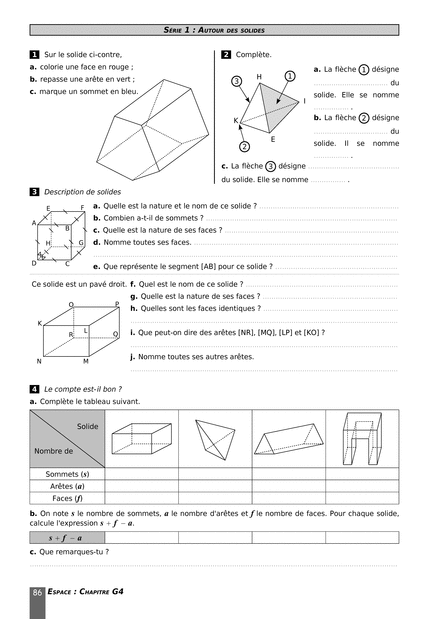 SÉRIE 1 : AUTOUR DES SOLIDES
1 Sur le solide ci-contre,
a. colorie une face en rouge ;
b. repasse une arête en vert ;
c. marque un sommet en bleu.
2 Complète.
3
H
1
I
K
E
2
a. La flèche 1 désigne
........................ du
solide. Elle se nomme
............ .
b. La flèche 2 désigne
........................ du
solide. Il se nomme
............ .
c. La flèche 3 désigne ........................
du solide. Elle se nomme ............ .
3 Description de solides
E F
A B
H G
D C
a. Quelle est la nature et le nom de ce solide ?
b. Combien a-t-il de sommets ?
c. Quelle est la nature de ses faces ?
d. Nomme toutes ses faces.
e. Que représente le segment [AB] pour ce solide ?
Ce solide est un pavé droit.
O P
K L
R Q
N M
f. Quel est le nom de ce solide ?
g. Quelle est la nature de ses faces ?
h. Quelles sont les faces identiques ?
i. Que peut-on dire des arêtes [NR], [MQ], [LP] et [KO] ?
j. Nomme toutes ses autres arêtes.
4 Le compte est-il bon ?
a. Complète le tableau suivant.
Solide
Nombre de
Sommets (s)
Arêtes (a)
Faces (f)
b. On note s le nombre de sommets, a le nombre d'arêtes et f le nombre de faces. Pour chaque solide,
calcule l'expression s + f − a.
s + f − a
c. Que remarques-tu ?
86 ESPACE : CHAPITRE G4